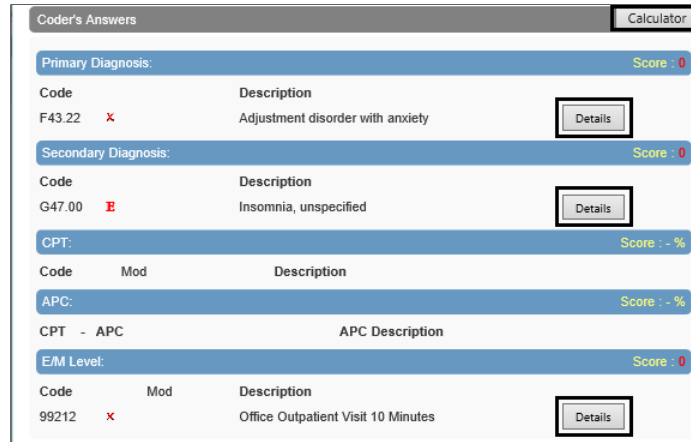 Coder's Answers Calculator
Primary Diagnosis: Score : 0
Code Description
F43.22 x Adjustment disorder with anxiety Details
Secondary Diagnosis: Score : 0
Code Description
G47.00 E Insomnia, unspecified Details
CPT: Score : - %
Code Mod Description
APC: Score : - %
CPT - APC APC Description
E/M Level: Score : 0
Code Mod Description
99212 x Office Outpatient Visit 10 Minutes Details